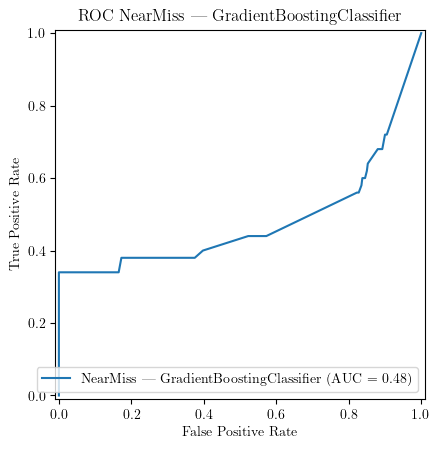 ROC NearMiss — GradientBoostingClassifier
1.0
0.8
0.6
0.4
0.2
0.0
True Positive Rate
NearMiss — GradientBoostingClassifier (AUC = 0.48)
0.0 0.2 0.4 0.6 0.8 1.0
False Positive Rate